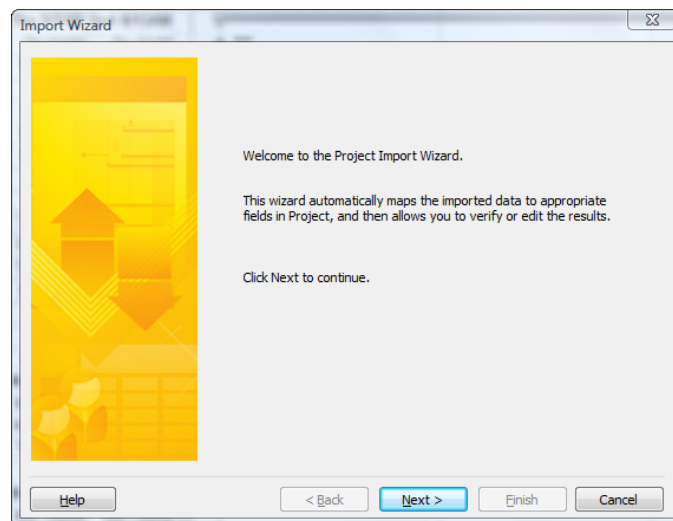 Import Wizard
Welcome to the Project Import Wizard.
This wizard automatically maps the imported data to appropriate
fields in Project, and then allows you to verify or edit the results.
Click Next to continue.
Help
< Back
Next >
Finish
Cancel